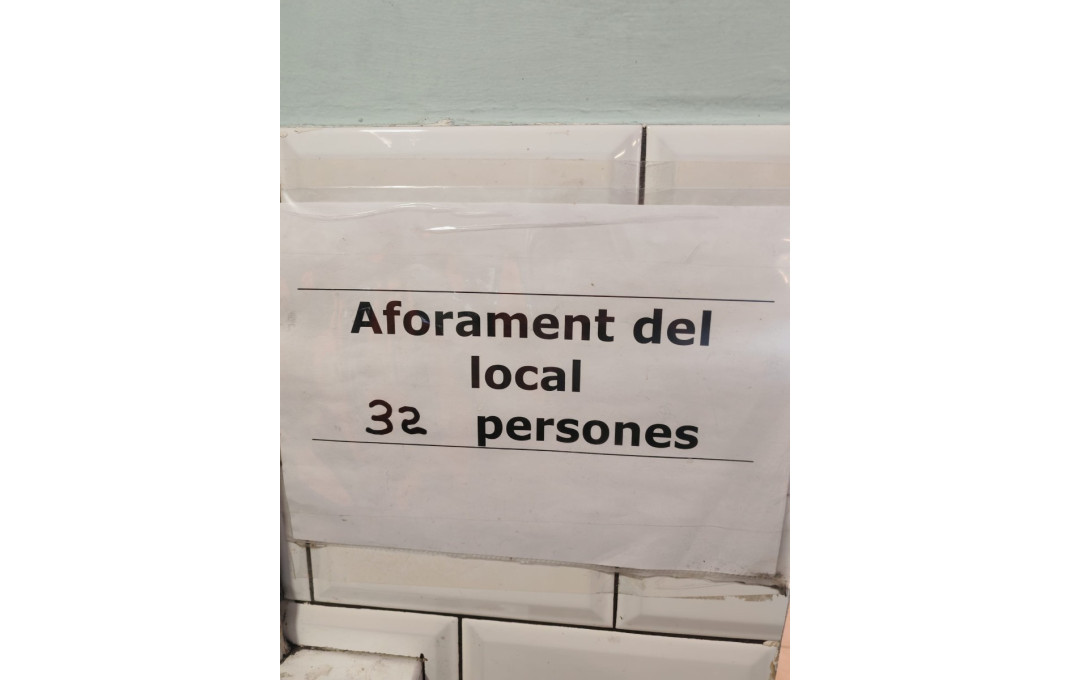 Aforament del
local
32 persones